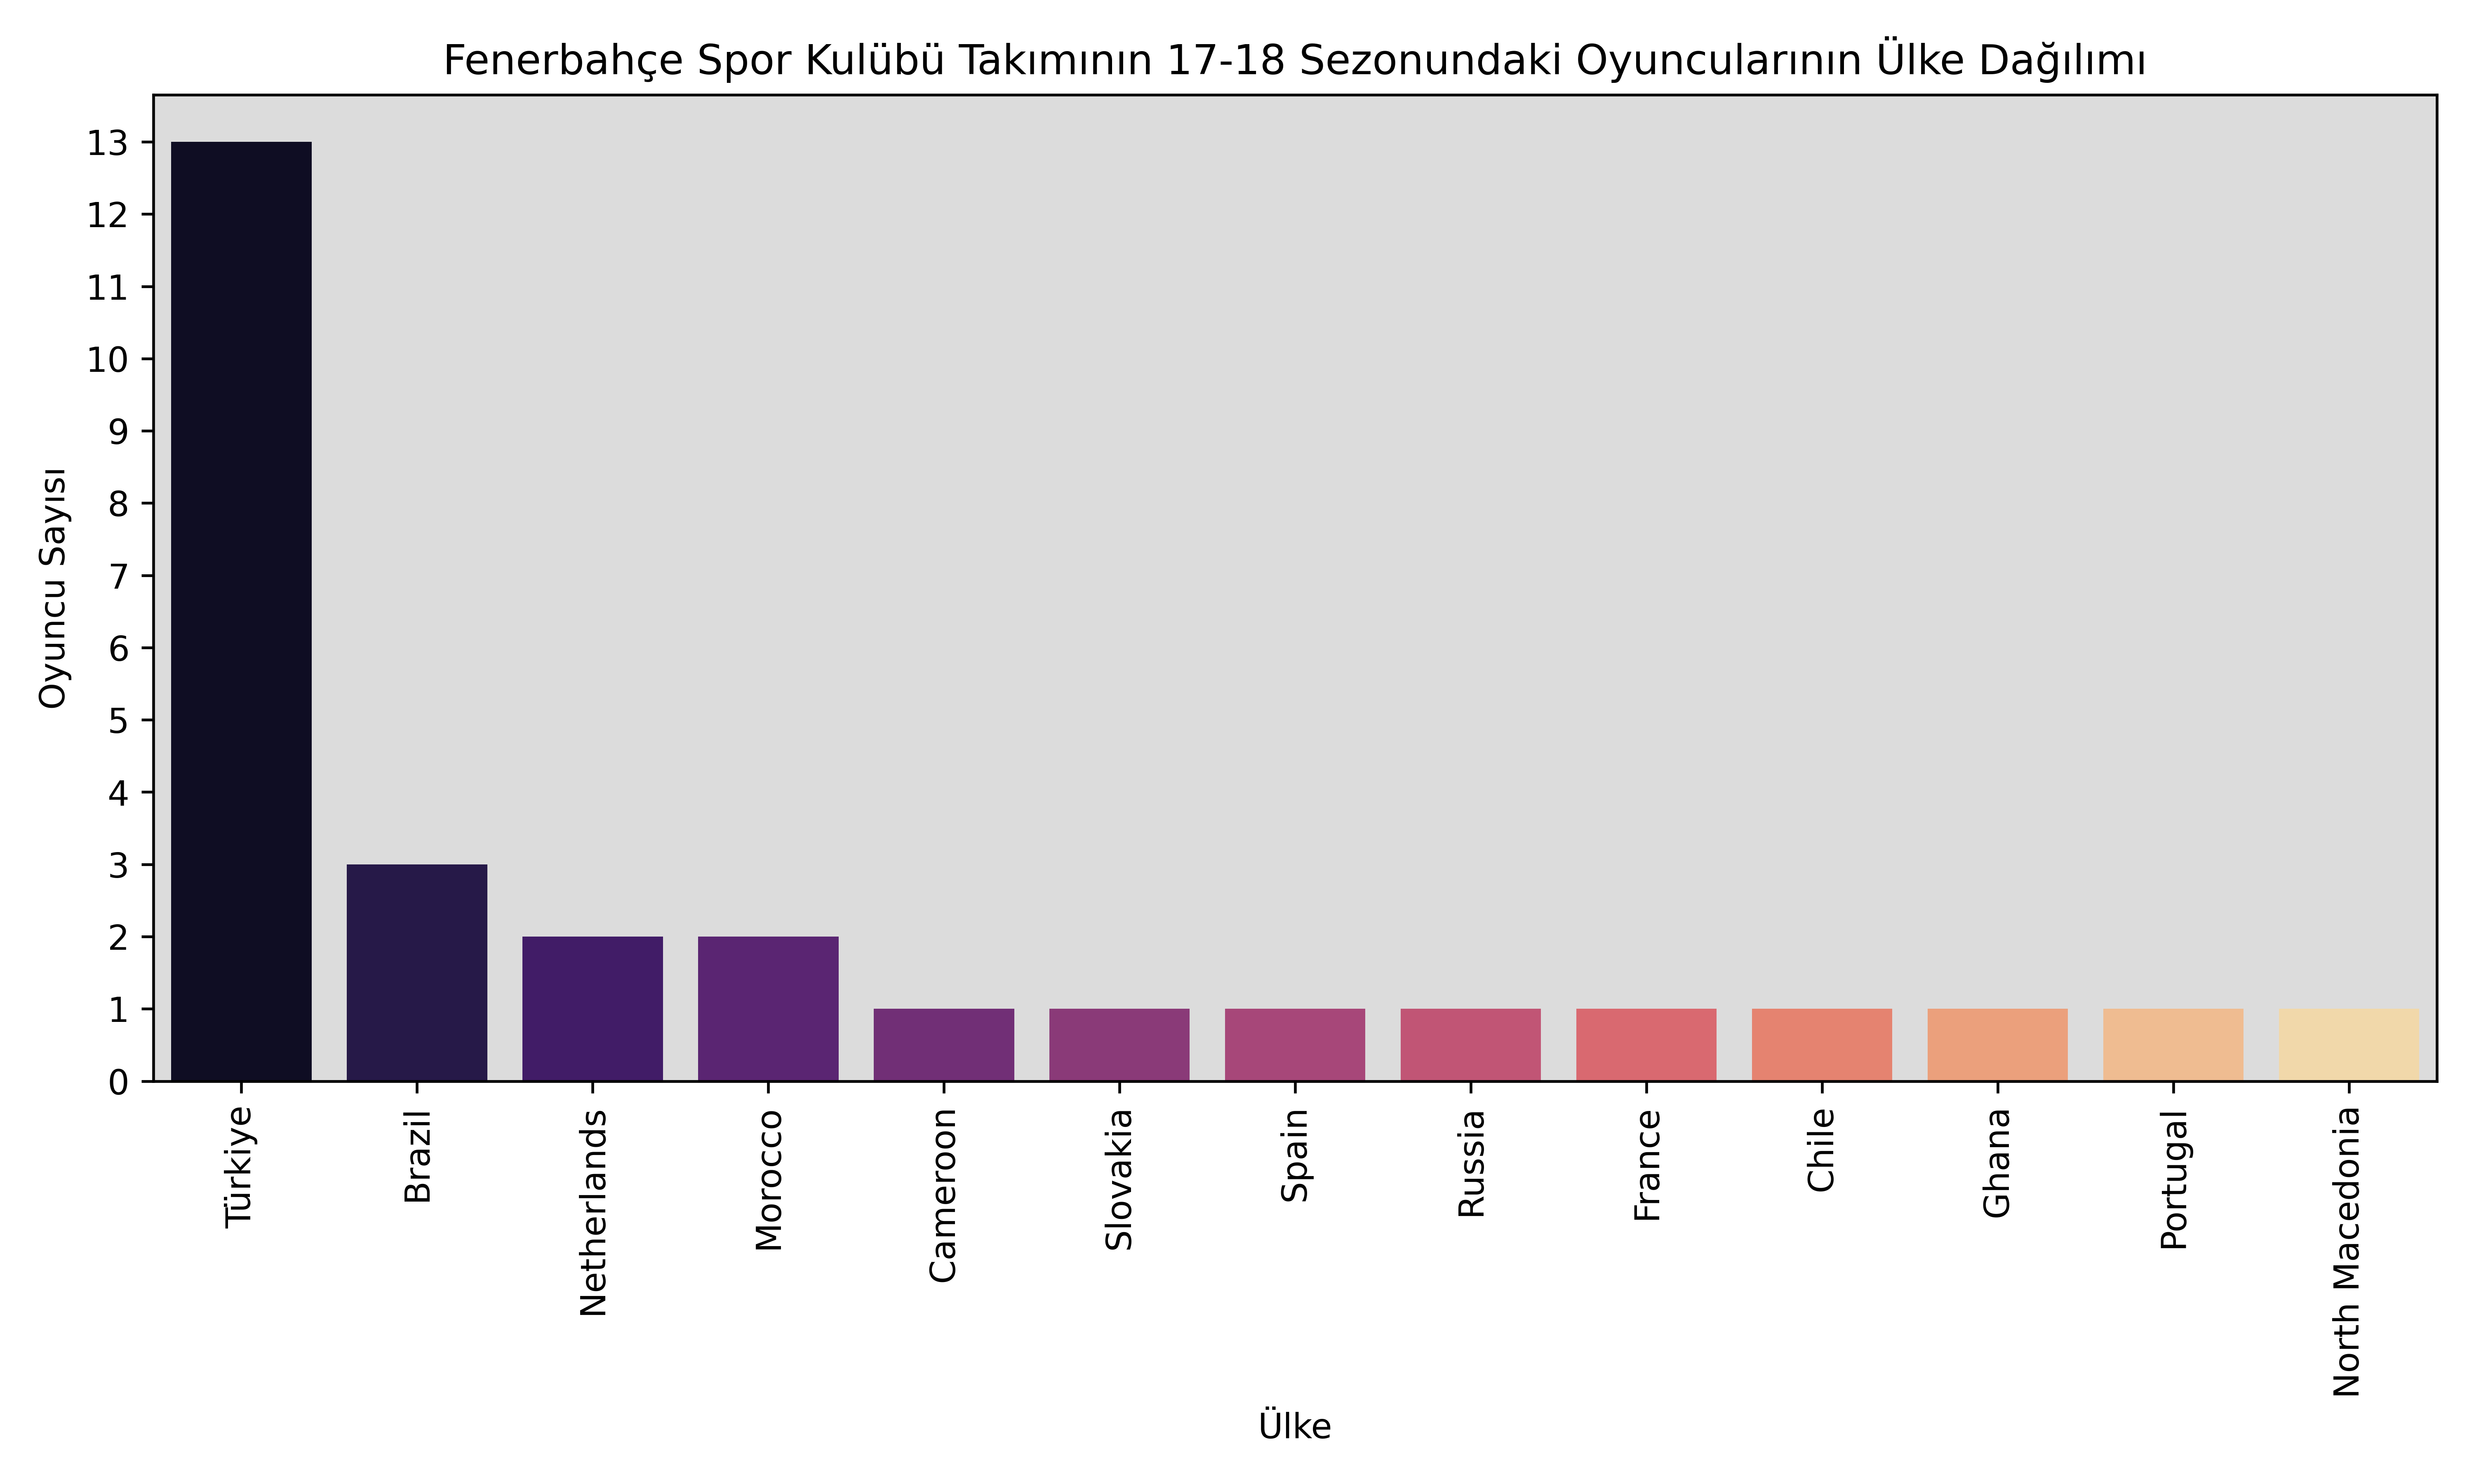 Fenerbahçe Spor Kulübü Takımının 17-18 Sezonundaki Oyuncularının Ülke Dağılımı
Oyuncu Sayısı
13
12
11
10
9
8
7
6
5
4
3
2
1
0
Türkiye
Brazil
Netherlands
Morocco
Cameroon
Slovakia
Spain
Russia
France
Chile
Ghana
Portugal
North Macedonia
Ülke